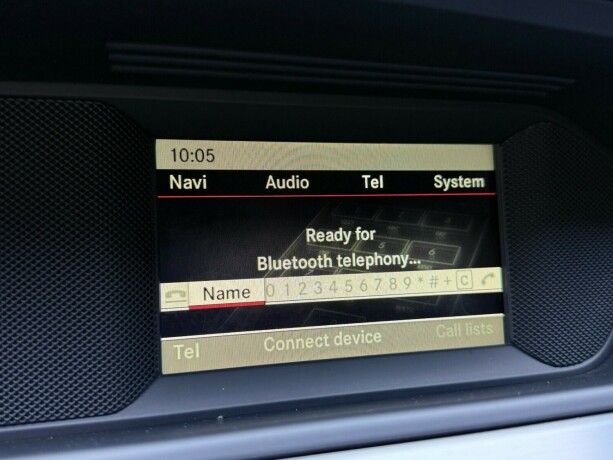 10:05
Navi Audio Tel System
Ready for
Bluetooth telephony...
Name 0 1 2 3 4 5 6 7 8 9 * # + C
Tel Connect device Call lists